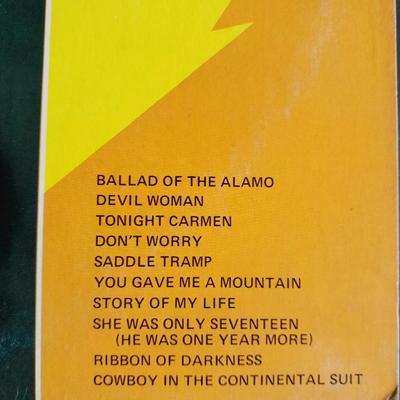 BALLAD OF THE ALAMO
DEVIL WOMAN
TONIGHT CARMEN
DON'T WORRY
SADDLE TRAMP
YOU GAVE ME A MOUNTAIN
STORY OF MY LIFE
SHE WAS ONLY SEVENTEEN
(HE WAS ONE YEAR MORE)
RIBBON OF DARKNESS
COWBOY IN THE CONTINENTAL SUIT